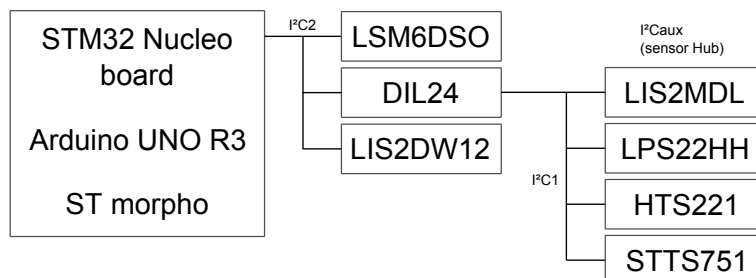 STM32 Nucleo
board
Arduino UNO R3
ST morpho
I²C2
LSM6DSO
DIL24
LIS2DW12
I²Caux
(sensor Hub)
LIS2MDL
LPS22HH
I²C1
HTS221
STTS751